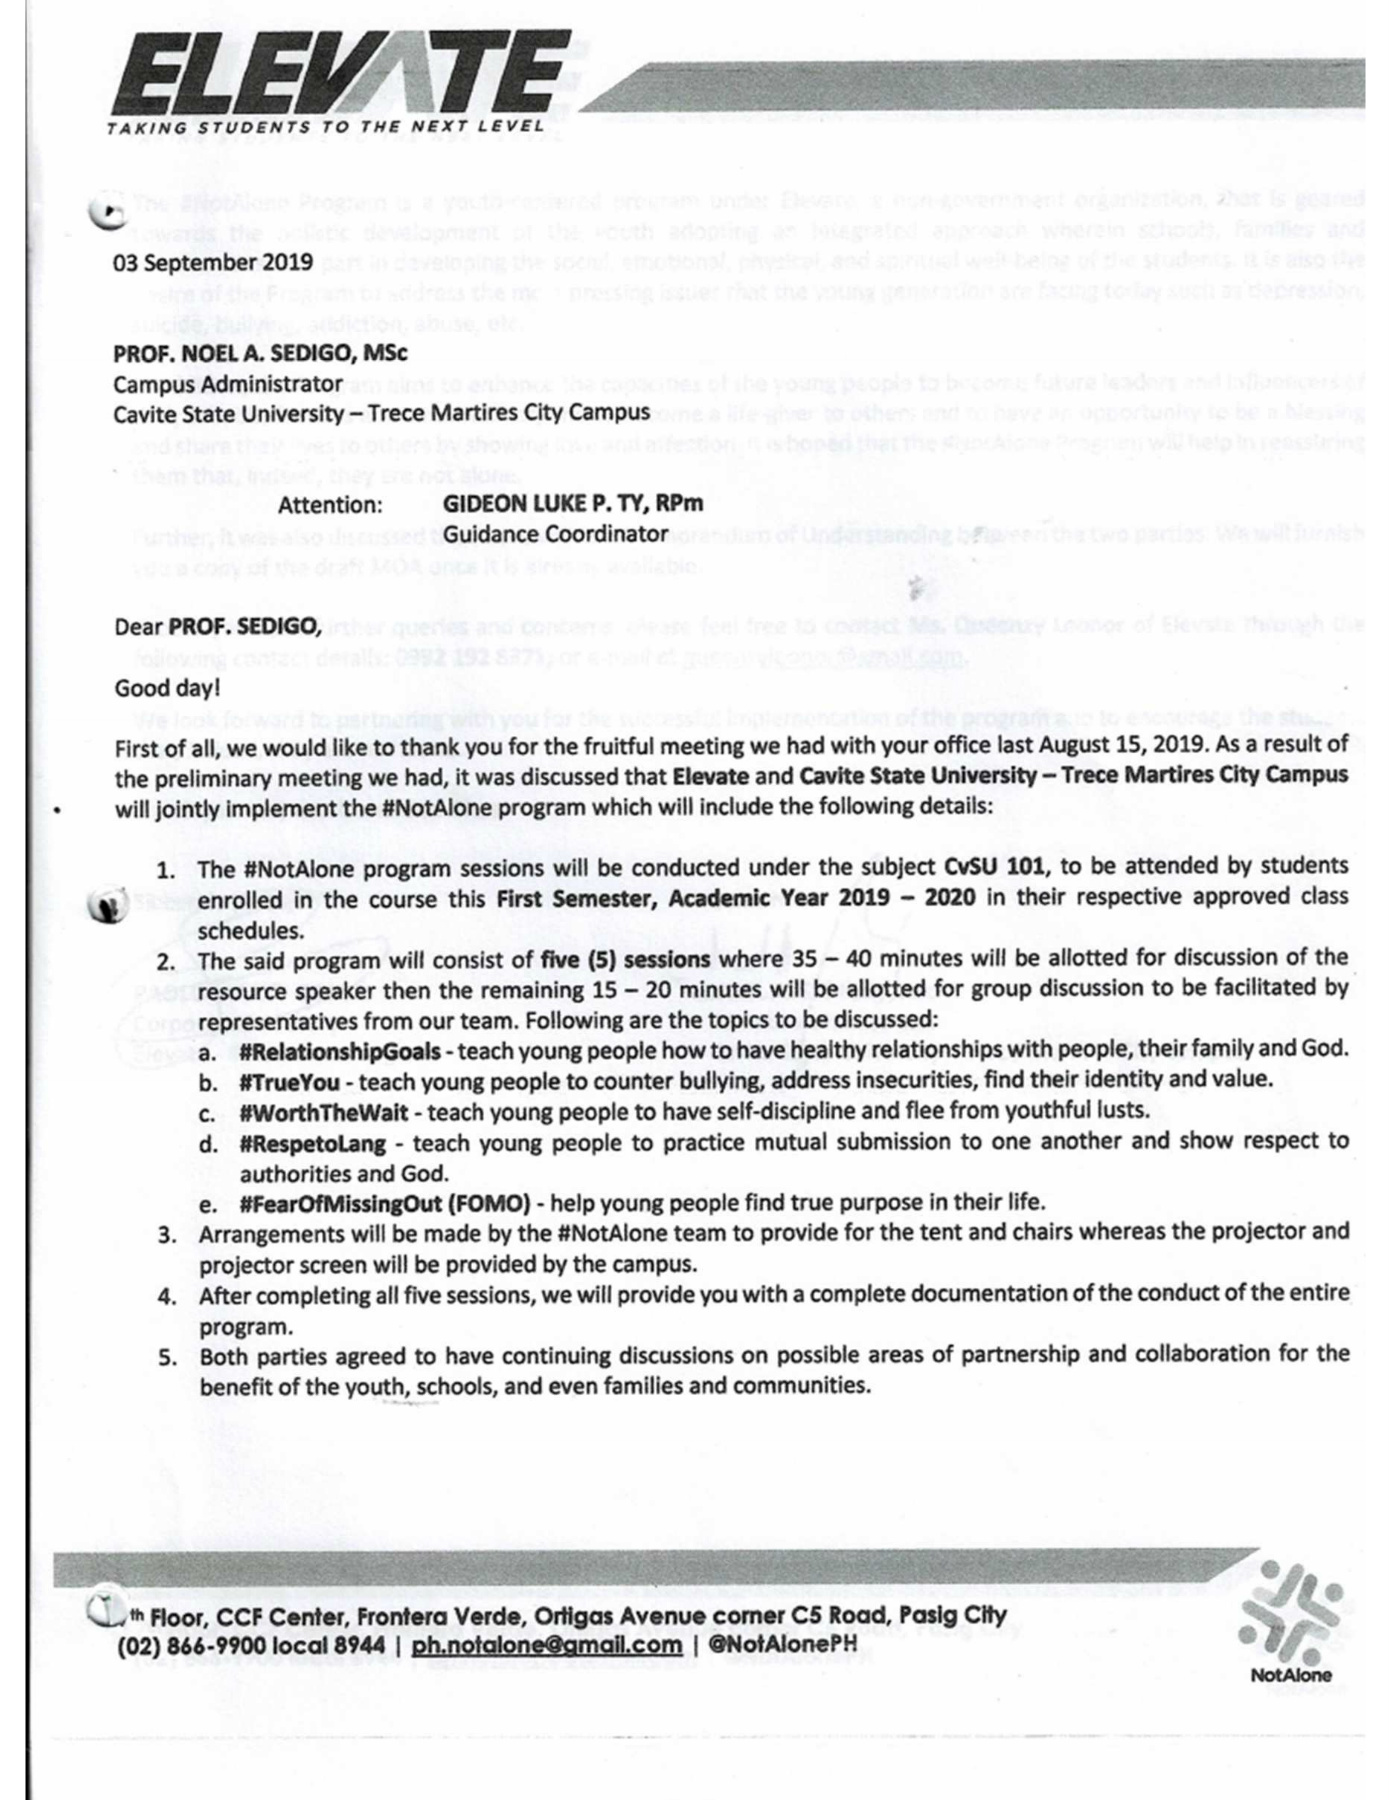 ELEVATE
TAKING STUDENTS TO THE NEXT LEVEL
03 September 2019
PROF. NOEL A. SEDIGO, MSc
Campus Administrator
Cavite State University – Trece Martires City Campus
Attention: GIDEON LUKE P. TY, RPm
Guidance Coordinator
Dear PROF. SEDIGO,
Good day!
First of all, we would like to thank you for the fruitful meeting we had with your office last August 15, 2019. As a result of
the preliminary meeting we had, it was discussed that Elevate and Cavite State University – Trece Martires City Campus
will jointly implement the #NotAlone program which will include the following details:
1. The #NotAlone program sessions will be conducted under the subject CvSU 101, to be attended by students
enrolled in the course this First Semester, Academic Year 2019 – 2020 in their respective approved class
schedules.
2. The said program will consist of five (5) sessions where 35 – 40 minutes will be allotted for discussion of the
resource speaker then the remaining 15 – 20 minutes will be allotted for group discussion to be facilitated by
representatives from our team. Following are the topics to be discussed:
a. #RelationshipGoals - teach young people how to have healthy relationships with people, their family and God.
b. #TrueYou - teach young people to counter bullying, address insecurities, find their identity and value.
c. #WorthTheWait - teach young people to have self-discipline and flee from youthful lusts.
d. #RespetoLang - teach young people to practice mutual submission to one another and show respect to
authorities and God.
e. #FearOfMissingOut (FOMO) - help young people find true purpose in their life.
3. Arrangements will be made by the #NotAlone team to provide for the tent and chairs whereas the projector and
projector screen will be provided by the campus.
4. After completing all five sessions, we will provide you with a complete documentation of the conduct of the entire
program.
5. Both parties agreed to have continuing discussions on possible areas of partnership and collaboration for the
benefit of the youth, schools, and even families and communities.
th Floor, CCF Center, Frontera Verde, Ortigas Avenue corner C5 Road, Pasig City
(02) 866-9900 local 8944 | ph.notalone@gmail.com | @NotAlonePH
NotAlone